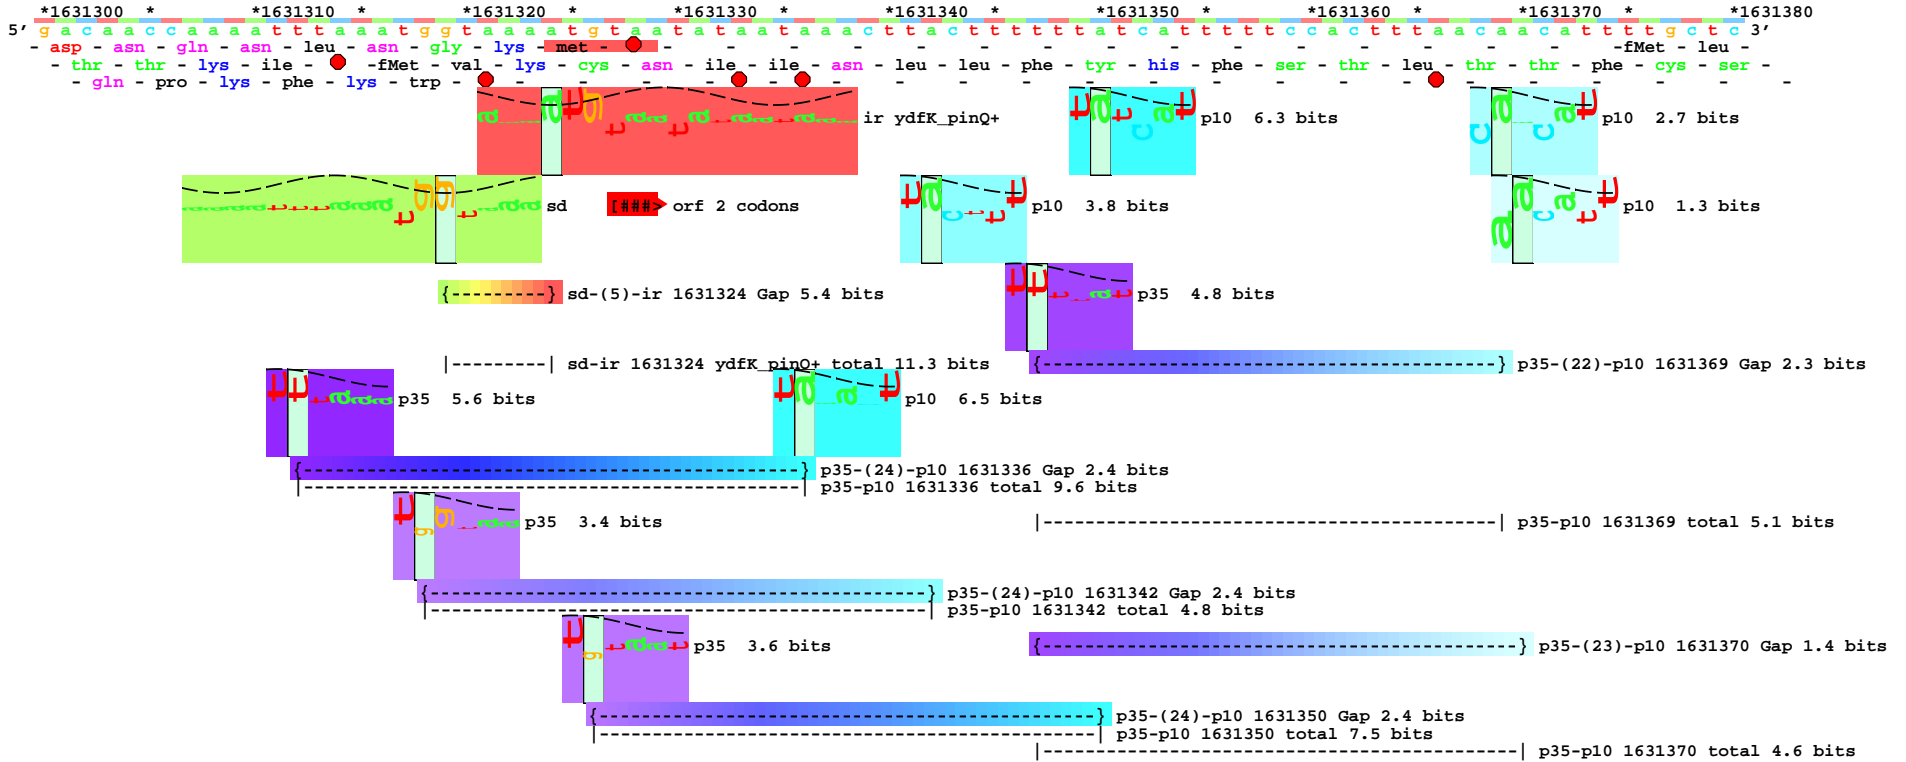 *1631300 * *1631310 * *1631320 * *1631330 * *1631340 * *1631350 * *1631360 * *1631370 * *1631380
5' g a c a a c c a a a a t t t a a a t g g t a a a a t g t a a t a t a a t a a a c t t a c t t t t t t a t c a t t t t t c c a c t t t a a c a a c a t t t t g c t c 3'
- asp - asn - gln - asn - leu - asn - gly - lys - met - - - - - - - - - - - - - - - - -fMet - leu -
- thr - thr - lys - ile - -fMet - val - lys - cys - asn - ile - ile - asn - leu - leu - phe - tyr - his - phe - ser - thr - leu - thr - thr - phe - cys - ser -
- gln - pro - lys - phe - lys - trp - - - - - - - - - - - - - - - - - - - - -
ir ydfK_pinQ+
p10 6.3 bits
p10 2.7 bits
sd
[###> orf 2 codons
p10 3.8 bits
p10 1.3 bits
{----------} sd-(5)-ir 1631324 Gap 5.4 bits
p35 4.8 bits
|---------| sd-ir 1631324 ydfK_pinQ+ total 11.3 bits
p35-(22)-p10 1631369 Gap 2.3 bits
p35 5.6 bits
p10 6.5 bits
p35-(24)-p10 1631336 Gap 2.4 bits
p35-p10 1631336 total 9.6 bits
p35 3.4 bits
p35-p10 1631369 total 5.1 bits
p35-(24)-p10 1631342 Gap 2.4 bits
p35-p10 1631342 total 4.8 bits
p35 3.6 bits
p35-(23)-p10 1631370 Gap 1.4 bits
p35-(24)-p10 1631350 Gap 2.4 bits
p35-p10 1631350 total 7.5 bits
p35-p10 1631370 total 4.6 bits